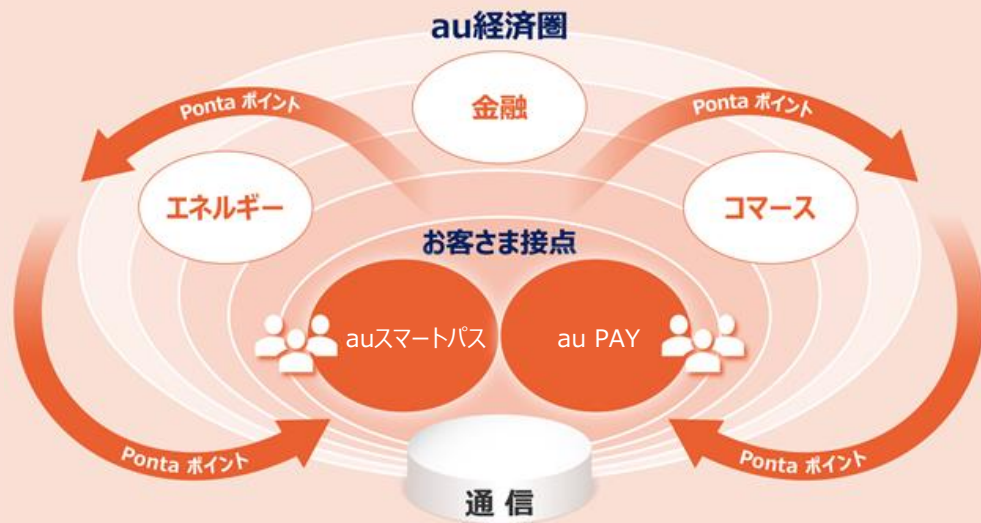 au経済圏
Ponta ポイント
金融
Ponta ポイント
エネルギー
コマース
お客さま接点
auスマートパス
au PAY
Ponta ポイント
Ponta ポイント
通信